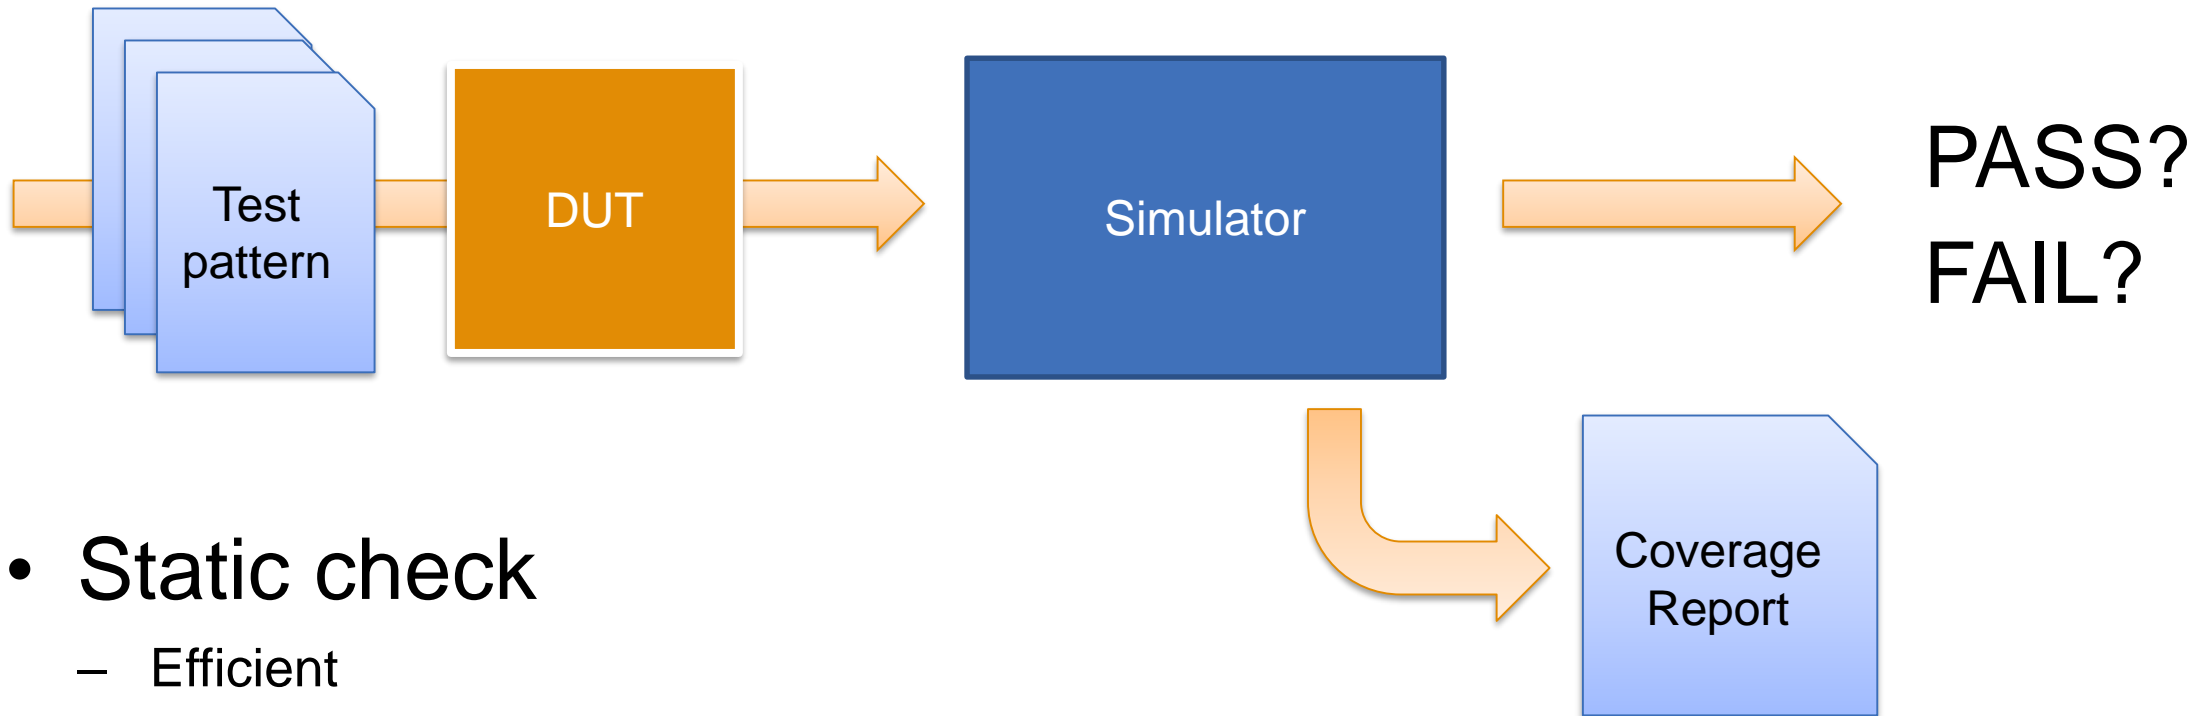 Test
pattern
DUT
Simulator
PASS?
FAIL?
Coverage
Report
• Static check
– Efficient